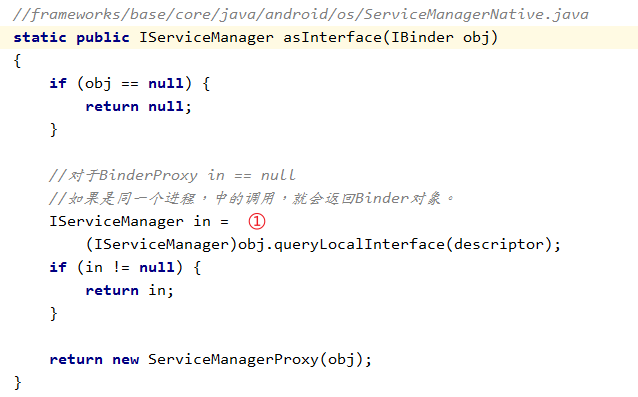 //frameworks/base/core/java/android/os/ServiceManagerNative.java
static public IServiceManager asInterface(IBinder obj)
{
    if (obj == null) {
        return null;
    }

    //对于BinderProxy in == null
    //如果是同一个进程，中的调用，就会返回Binder对象。
    IServiceManager in = ①
        (IServiceManager)obj.queryLocalInterface(descriptor);
    if (in != null) {
        return in;
    }

    return new ServiceManagerProxy(obj);
}